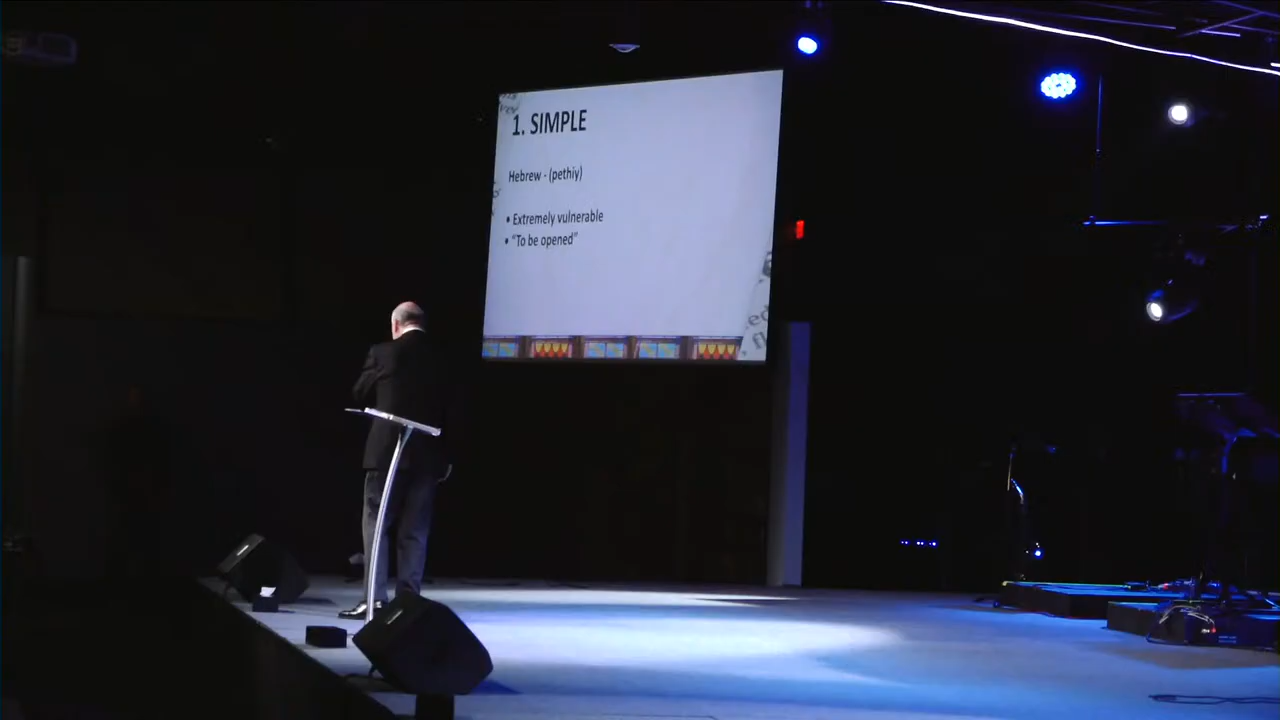 1. SIMPLE
Hebrew - (pethiy)
• Extremely vulnerable
• "To be opened"